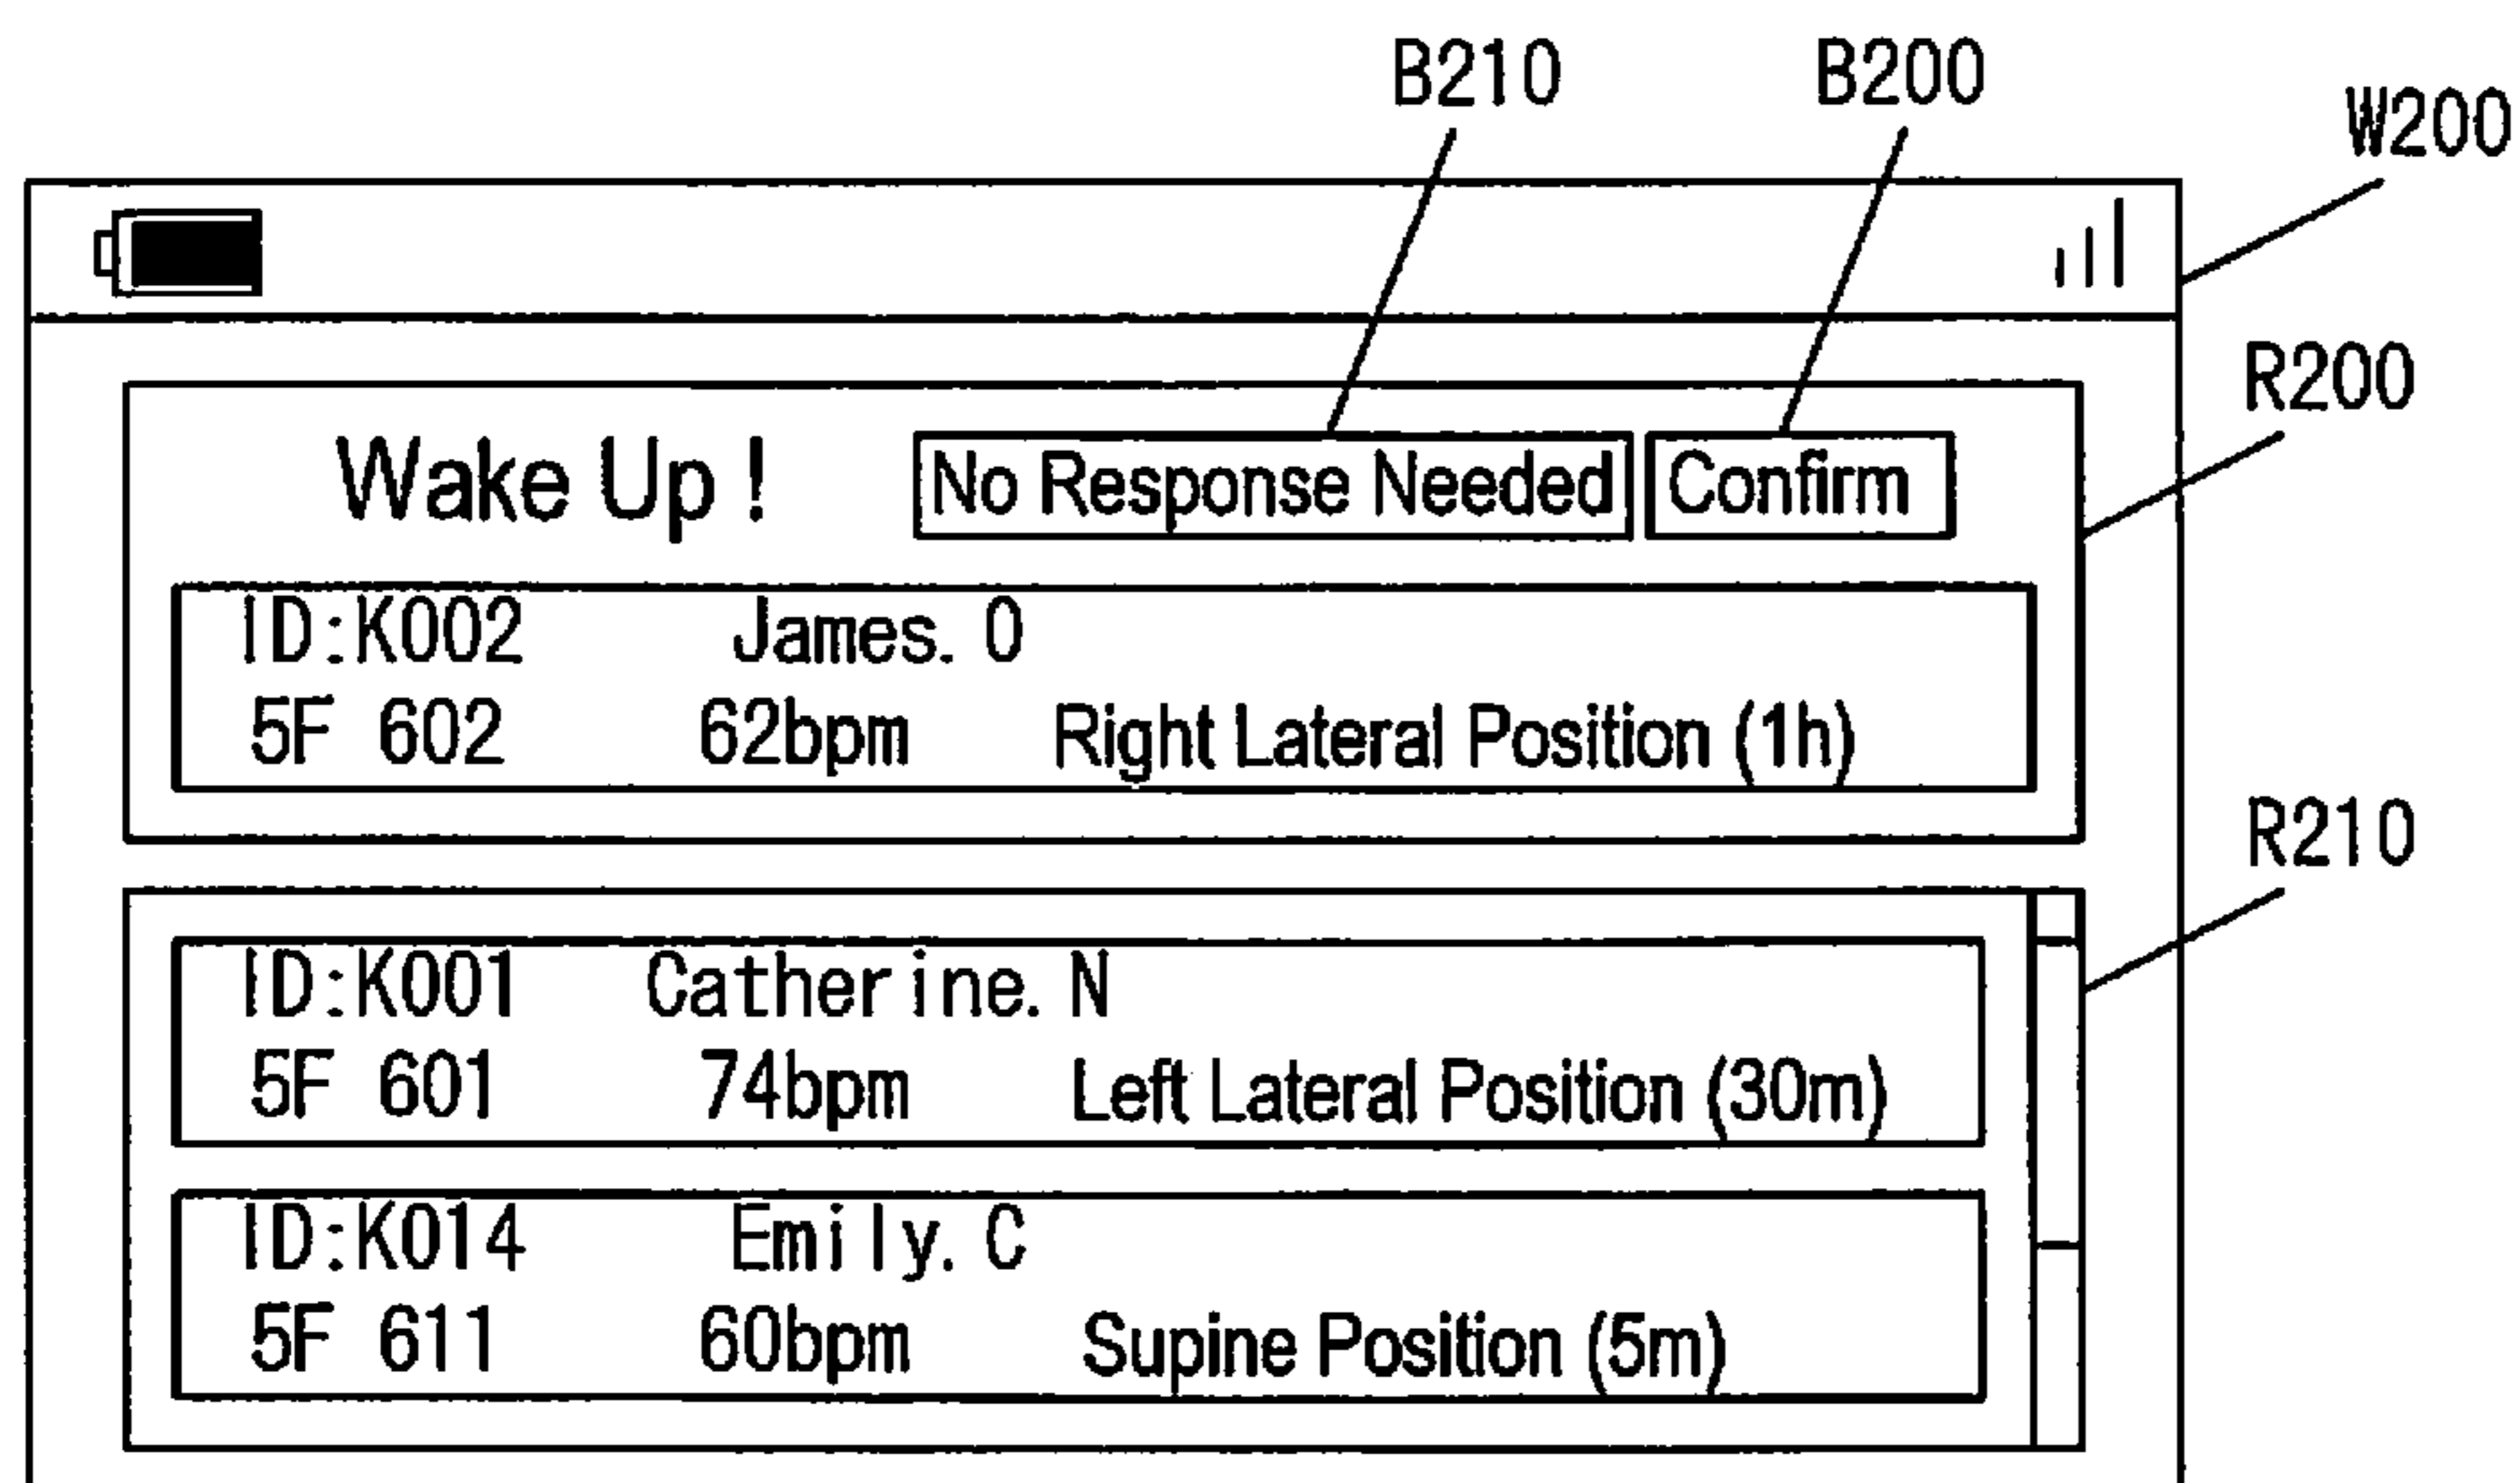 B210 B200
W200
R200
Wake Up ! No Response Needed Confirm
ID:K002 James. O
5F 602 62bpm Right Lateral Position (1h)
R210
ID:K001 Catherine. N
5F 601 74bpm Left Lateral Position (30m)
ID:K014 Emily. C
5F 611 60bpm Supine Position (5m)